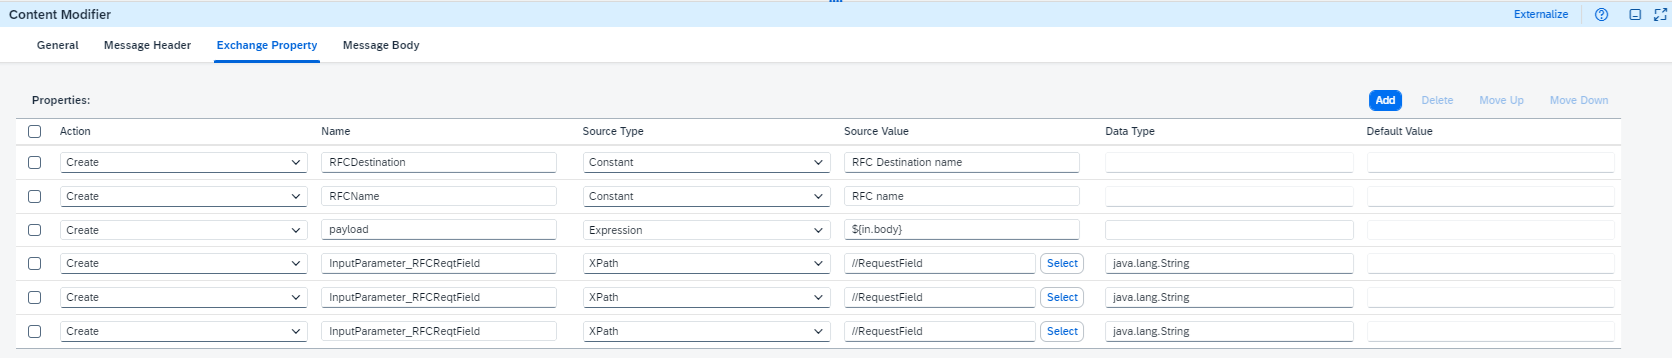 Content Modifier Externalize
General Message Header Exchange Property Message Body
Properties: Add Delete Move Up Move Down
Action Name Source Type Source Value Data Type Default Value
Create RFCDestination Constant RFC Destination name
Create RFCName Constant RFC name
Create payload Expression ${in.body}
Create InputParameter_RFCReqtField XPath //RequestField Select java.lang.String
Create InputParameter_RFCReqtField XPath //RequestField Select java.lang.String
Create InputParameter_RFCReqtField XPath //RequestField Select java.lang.String